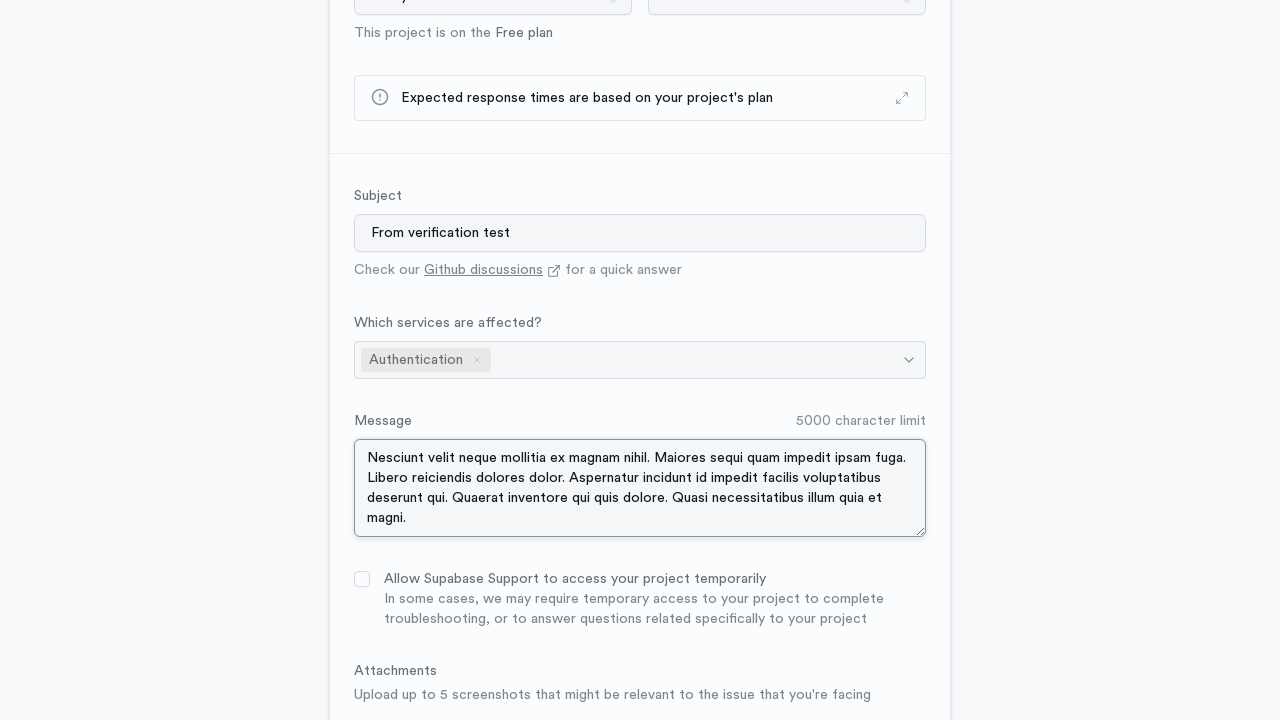 This project is on the Free plan
Expected response times are based on your project's plan
Subject
From verification test
Check our Github discussions for a quick answer
Which services are affected?
Authentication
Message
5000 character limit
Nesciunt velit neque mollitia ex magnam nihil. Maiores sequi quam impedit ipsam fuga.
Libero reiciendis dolores dolor. Aspernatur incidunt id impedit facilis voluptatibus
deserunt qui. Quaerat inventore qui quis dolore. Quasi necessitatibus illum quia et
magni.
Allow Supabase Support to access your project temporarily
In some cases, we may require temporary access to your project to complete
troubleshooting, or to answer questions related specifically to your project
Attachments
Upload up to 5 screenshots that might be relevant to the issue that you're facing